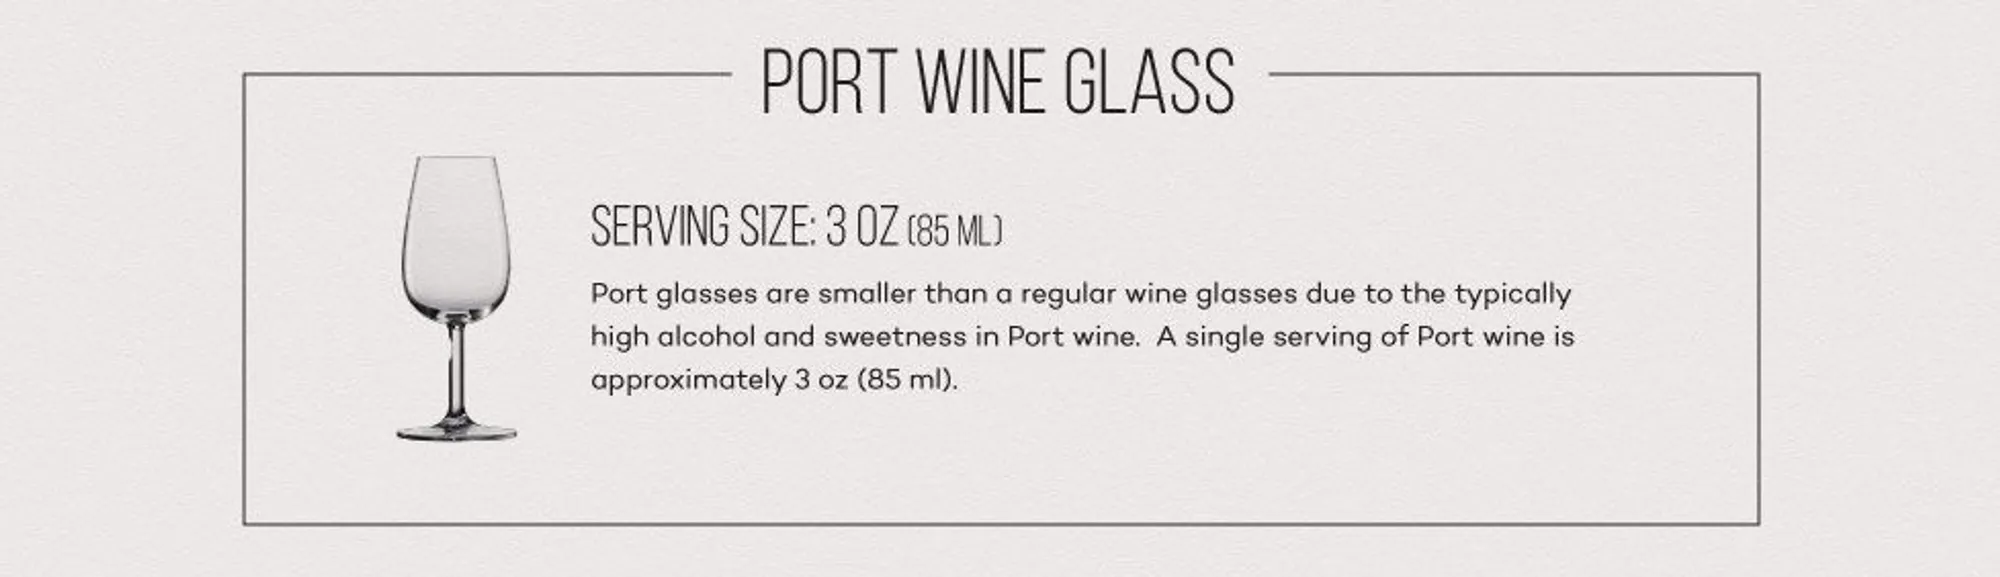 PORT WINE GLASS
SERVING SIZE: 3 OZ (85 ML)
Port glasses are smaller than a regular wine glasses due to the typically
high alcohol and sweetness in Port wine.  A single serving of Port wine is
approximately 3 oz (85 ml).